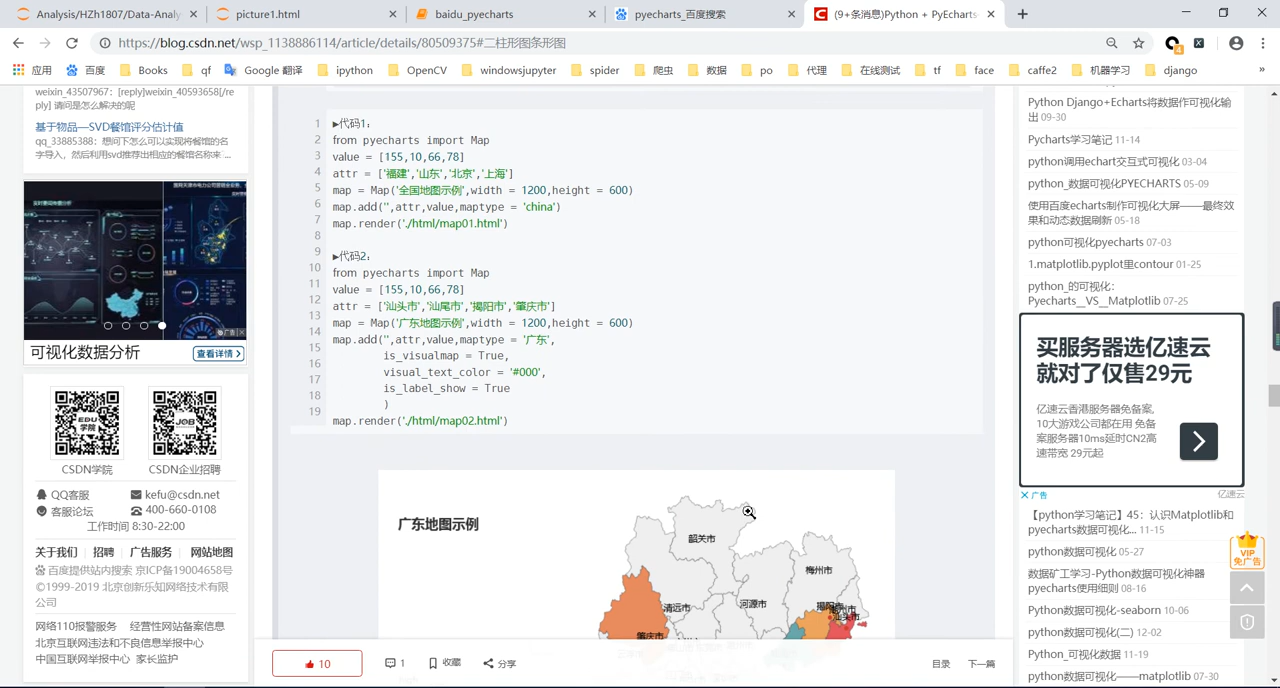 Analysis/HZh1807/Data-Analy
picture1.html
baidu_pyecharts
pyecharts_百度搜索
(9+条消息)Python + PyEchart
https://blog.csdn.net/wsp_1138886114/article/details/80509375#二柱形图条形图
应用
百度
Books
qf
Google 翻译
ipython
OpenCV
windowsjupyter
spider
爬虫
数据
po
代理
在线测试
tf
face
caffe2
机器学习
django
»
weixin_43507967：[reply]weixin_40593658[/re
ply] 请问是怎么解决的呢
基于物品—SVD餐馆评分估计值
qq_33885388：想问下怎么可以实现将餐馆的名
字导入，然后利用svd推荐出相应的餐馆名称来 ...
广告
可视化数据分析
查看详情
EDU
学院
JOB
CSDN学院
CSDN企业招聘
QQ客服
kefu@csdn.net
客服论坛
400-660-0108
工作时间 8:30-22:00
关于我们
招聘
广告服务
网站地图
百度提供站内搜索 京ICP备19004658号
©1999-2019 北京创新乐知网络技术有限
公司
网络110报警服务
经营性网站备案信息
北京互联网违法和不良信息举报中心
中国互联网举报中心
家长监护
1
2
3
4
5
6
7
8
9
10
11
12
13
14
15
16
17
18
19
▶代码1：
from pyecharts import Map
value = [155,10,66,78]
attr = ['福建','山东','北京','上海']
map = Map('全国地图示例',width = 1200,height = 600)
map.add('',attr,value,maptype = 'china')
map.render('./html/map01.html')
▶代码2：
from pyecharts import Map
value = [155,10,66,78]
attr = ['汕头市','汕尾市','揭阳市','肇庆市']
map = Map('广东地图示例',width = 1200,height = 600)
map.add('',attr,value,maptype = '广东',
is_visualmap = True,
visual_text_color = '#000',
is_label_show = True
)
map.render('./html/map02.html')
广东地图示例
韶关市
梅州市
清远市
河源市
揭阳市
潮州市
汕头市
肇庆市
10
1
收藏
分享
目录
下一篇
Python Django+Echarts将数据作可视化输
出 09-30
Pycharts学习笔记 11-14
python调用echart交互式可视化 03-04
python_数据可视化PYECHARTS 05-09
使用百度echarts制作可视化大屏——最终效
果和动态数据刷新 05-18
python可视化pyecharts 07-03
1.matplotlib.pyplot里contour 01-25
python_的可视化：
Pyecharts__VS__Matplotlib 07-25
买服务器选亿速云
就对了仅售29元
亿速云香港服务器免备案,
10大游戏公司都在用 免备
案服务器10ms延时CN2高
速带宽 29元起
广告
亿速云
【python学习笔记】45：认识Matplotlib和
pyecharts数据可视化... 11-15
python数据可视化 05-27
数据矿工学习-Python数据可视化神器
pyecharts使用细则 08-16
Python数据可视化-seaborn 10-06
python数据可视化(二) 12-02
Python_可视化数据 11-19
python数据可视化——matplotlib 07-30
VIP
免广告